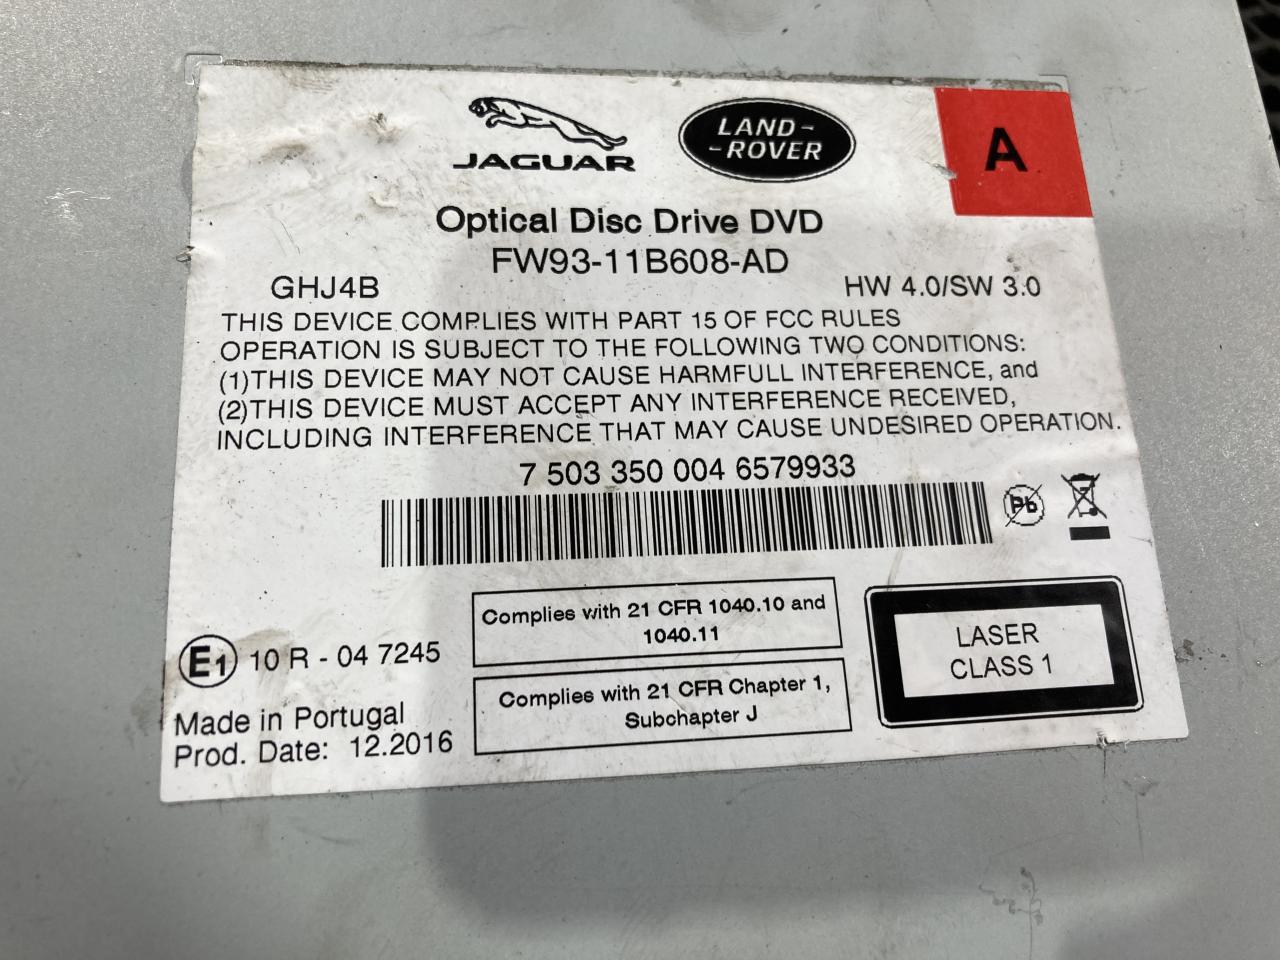 JAGUAR
LAND-
-ROVER
A
Optical Disc Drive DVD
FW93-11B608-AD
GHJ4B HW 4.0/SW 3.0
THIS DEVICE COMPLIES WITH PART 15 OF FCC RULES
OPERATION IS SUBJECT TO THE FOLLOWING TWO CONDITIONS:
(1)THIS DEVICE MAY NOT CAUSE HARMFULL INTERFERENCE, and
(2)THIS DEVICE MUST ACCEPT ANY INTERFERENCE RECEIVED,
INCLUDING INTERFERENCE THAT MAY CAUSE UNDESIRED OPERATION.
7 503 350 004 6579933
Pb
Complies with 21 CFR 1040.10 and
1040.11
LASER
CLASS 1
E1 10 R - 04 7245
Complies with 21 CFR Chapter 1,
Subchapter J
Made in Portugal
Prod. Date: 12.2016